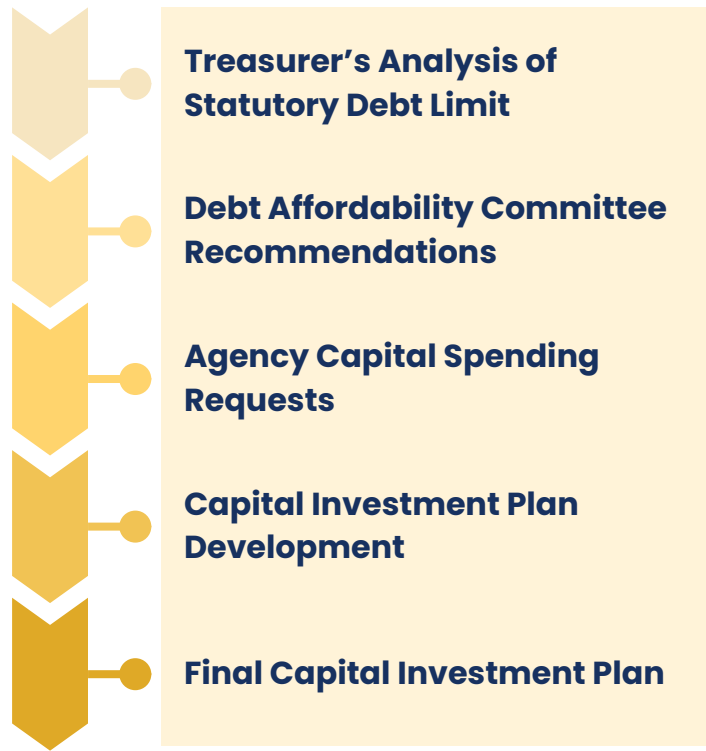 Treasurer’s Analysis of
Statutory Debt Limit
Debt Affordability Committee
Recommendations
Agency Capital Spending
Requests
Capital Investment Plan
Development
Final Capital Investment Plan